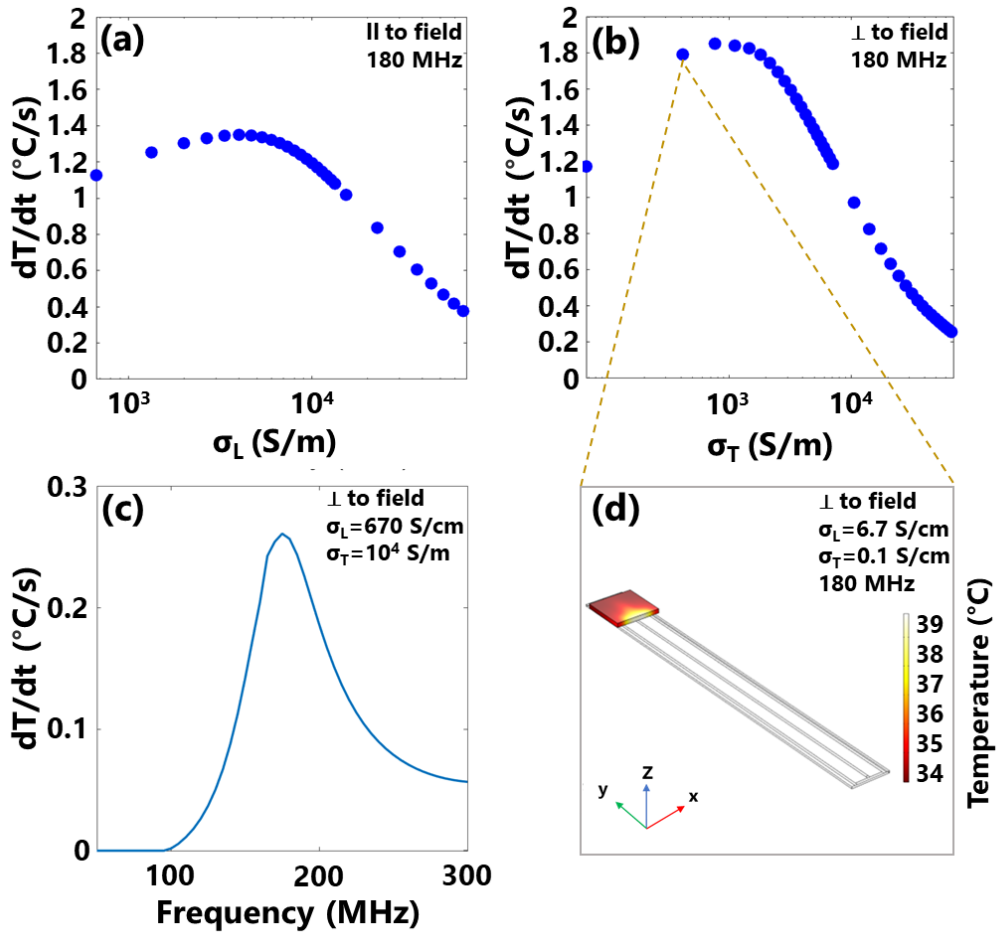 (a)
|| to field
180 MHz
dT/dt (°C/s)
2
1.8
1.6
1.4
1.2
1
0.8
0.6
0.4
0.2
0
10³
10⁴
σL (S/m)
(b)
⊥ to field
180 MHz
dT/dt (°C/s)
2
1.8
1.6
1.4
1.2
1
0.8
0.6
0.4
0.2
0
10³
10⁴
σT (S/m)
(c)
⊥ to field
σL=670 S/cm
σT=10⁴ S/m
dT/dt (°C/s)
0.3
0.2
0.1
0
100
200
300
Frequency (MHz)
(d)
⊥ to field
σL=6.7 S/cm
σT=0.1 S/cm
180 MHz
39
38
37
36
35
34
Temperature (°C)
z
y
x